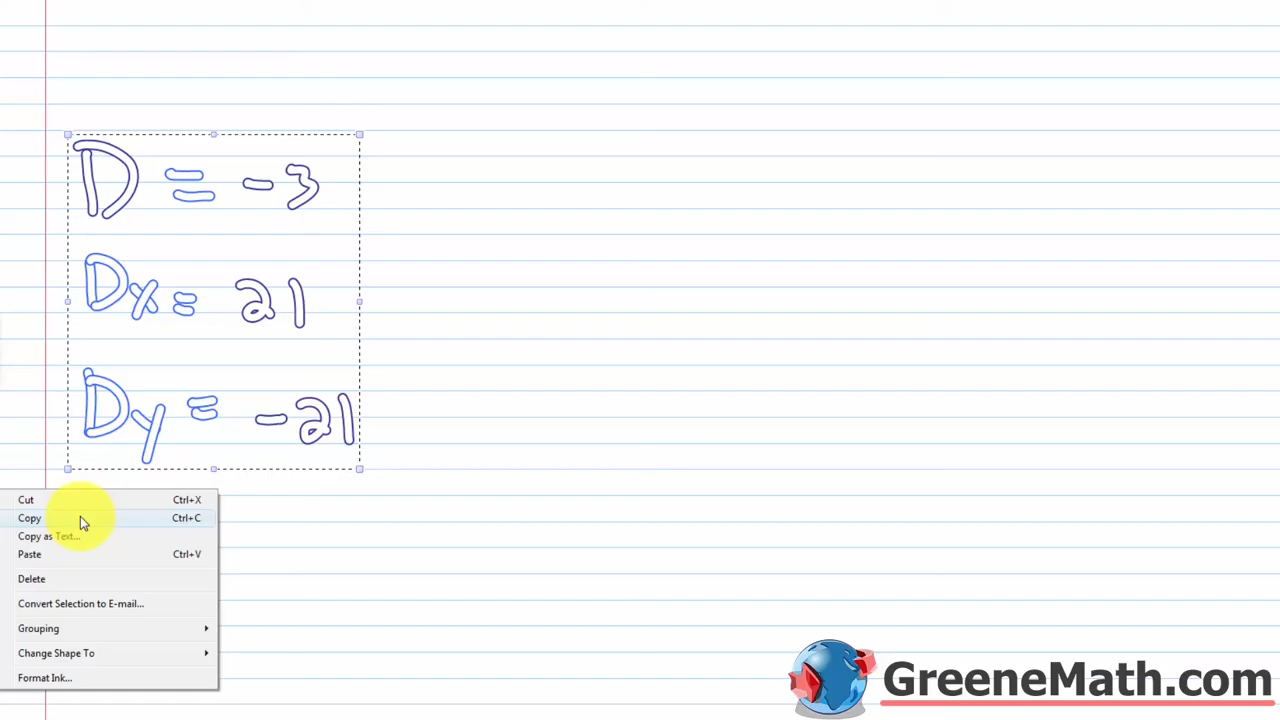 D = -3
Dx = 21
Dy = -21
Cut Ctrl+X
Copy Ctrl+C
Copy as Text...
Paste Ctrl+V
Delete
Convert Selection to E-mail...
Grouping
Change Shape To
Format Ink...
GreeneMath.com